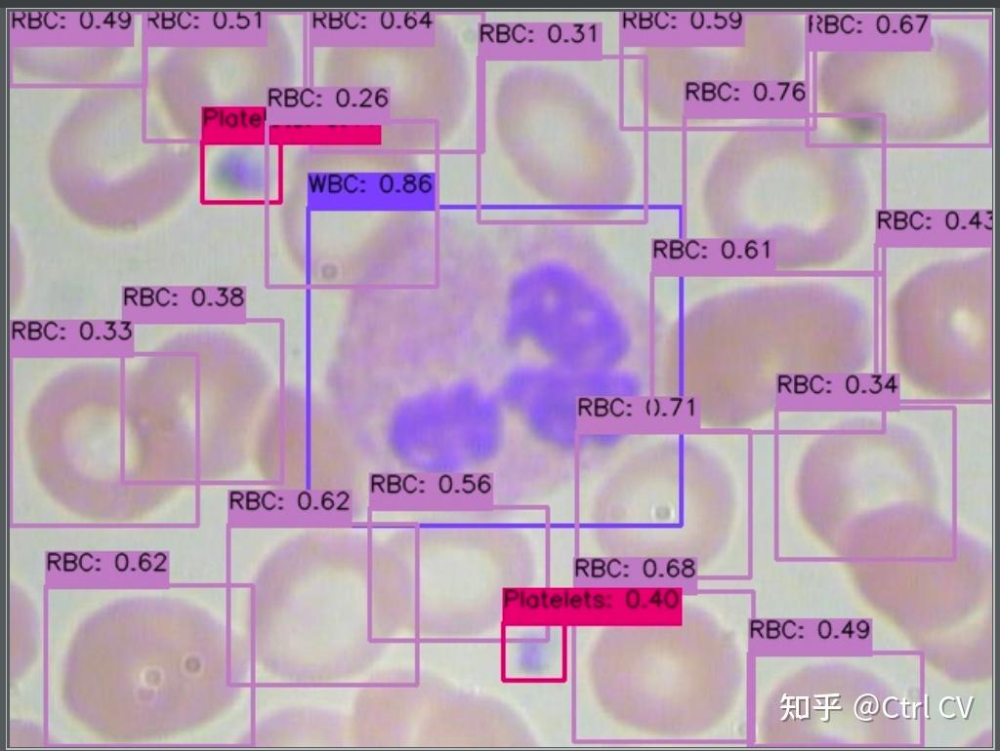 RBC: 0.49
RBC: 0.51
RBC: 0.64
RBC: 0.31
RBC: 0.59
RBC: 0.67
RBC: 0.26
RBC: 0.76
WBC: 0.86
RBC: 0.43
RBC: 0.61
RBC: 0.38
RBC: 0.33
RBC: 0.34
RBC: 0.71
RBC: 0.56
RBC: 0.62
RBC: 0.62
RBC: 0.68
Platelets: 0.40
RBC: 0.49
知乎 @Ctrl CV